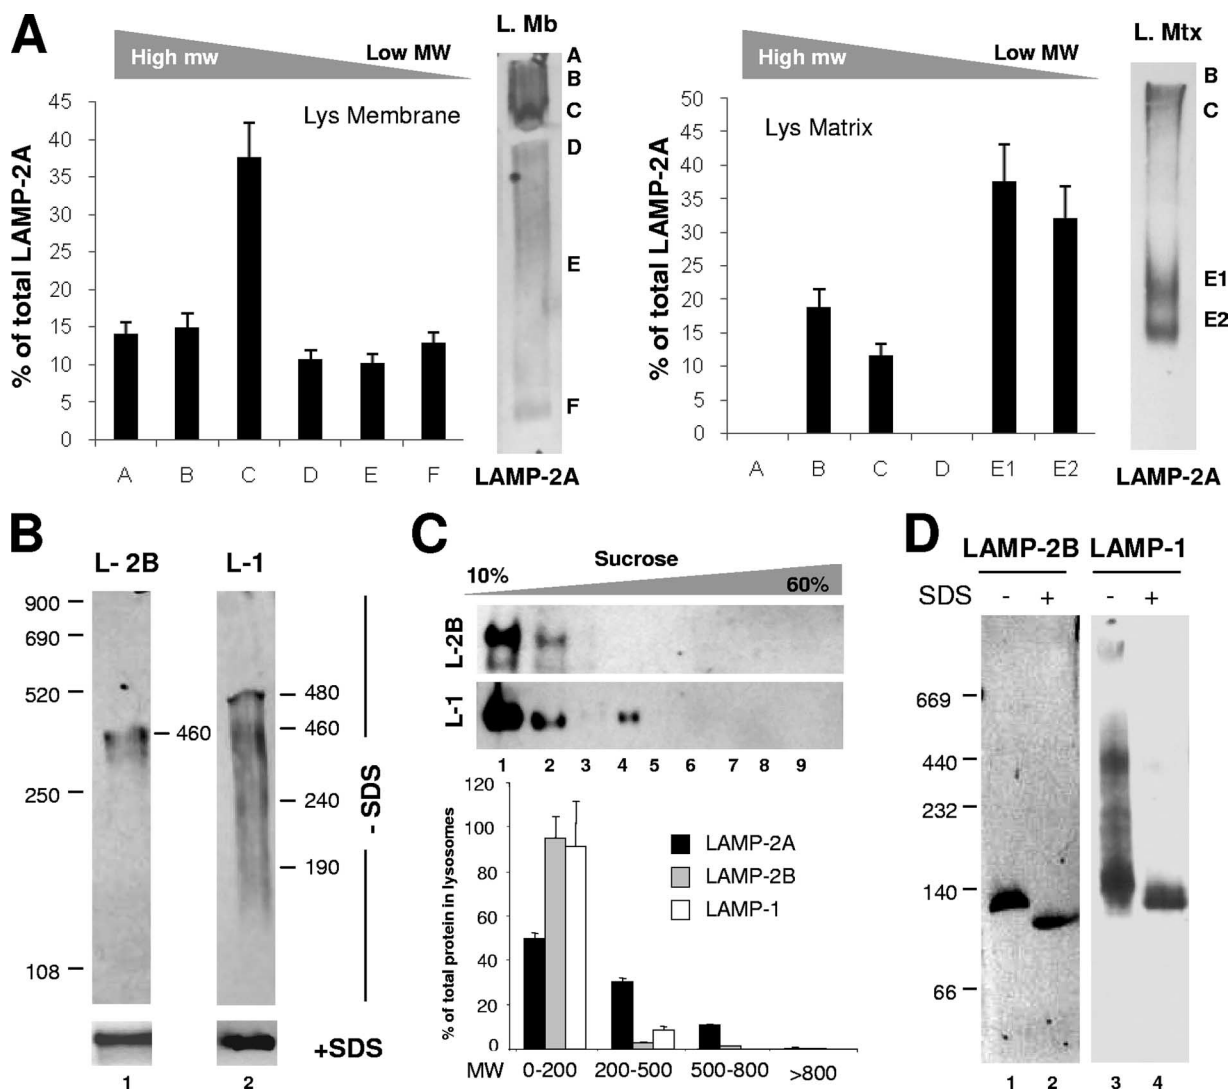 A
High mw
Low MW
L. Mb
Lys Membrane
% of total LAMP-2A
45
40
35
30
25
20
15
10
5
0
A B C D E F
A
B
C
D
E
F
LAMP-2A
Low MW
High mw
L. Mtx
Lys Matrix
% of total LAMP-2A
50
45
40
35
30
25
20
15
10
5
0
A B C D E1 E2
B
C
E1
E2
LAMP-2A
B
L- 2B L-1
900
690
520
250
108
460
480
460
240
190
- SDS
+SDS
1 2
C
Sucrose
10%
60%
L-2B
L-1
1 2 3 4 5 6 7 8 9
% of total protein in lysosomes
120
100
80
60
40
20
0
LAMP-2A
LAMP-2B
LAMP-1
MW 0-200 200-500 500-800 >800
D
LAMP-2B LAMP-1
SDS - + - +
669
440
232
140
66
1 2 3 4